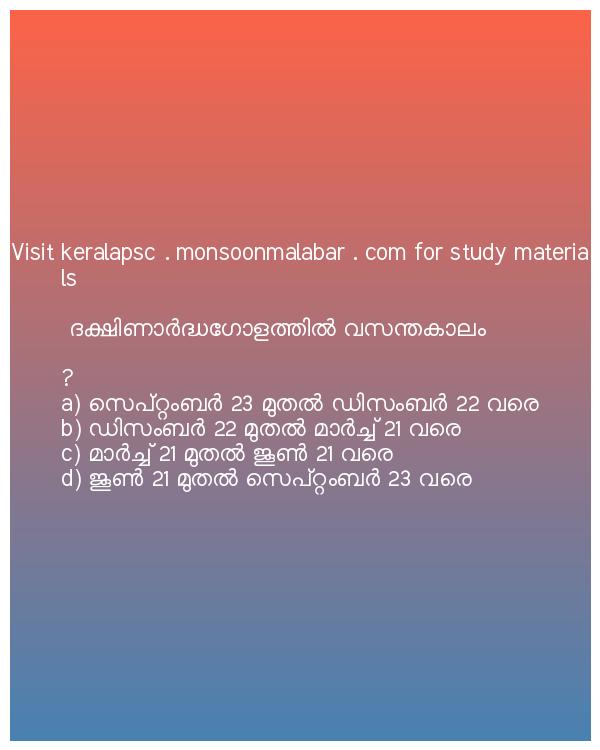 Visit keralapsc . monsoonmalabar . com for study materia
ls
ദക്ഷിണാർദ്ധഗോളത്തിൽ വസന്തകാലം
?
a) സെപ്റ്റംബർ 23 മുതൽ ഡിസംബർ 22 വരെ
b) ഡിസംബർ 22 മുതൽ മാർച്ച് 21 വരെ
c) മാർച്ച് 21 മുതൽ ജൂൺ 21 വരെ
d) ജൂൺ 21 മുതൽ സെപ്റ്റംബർ 23 വരെ